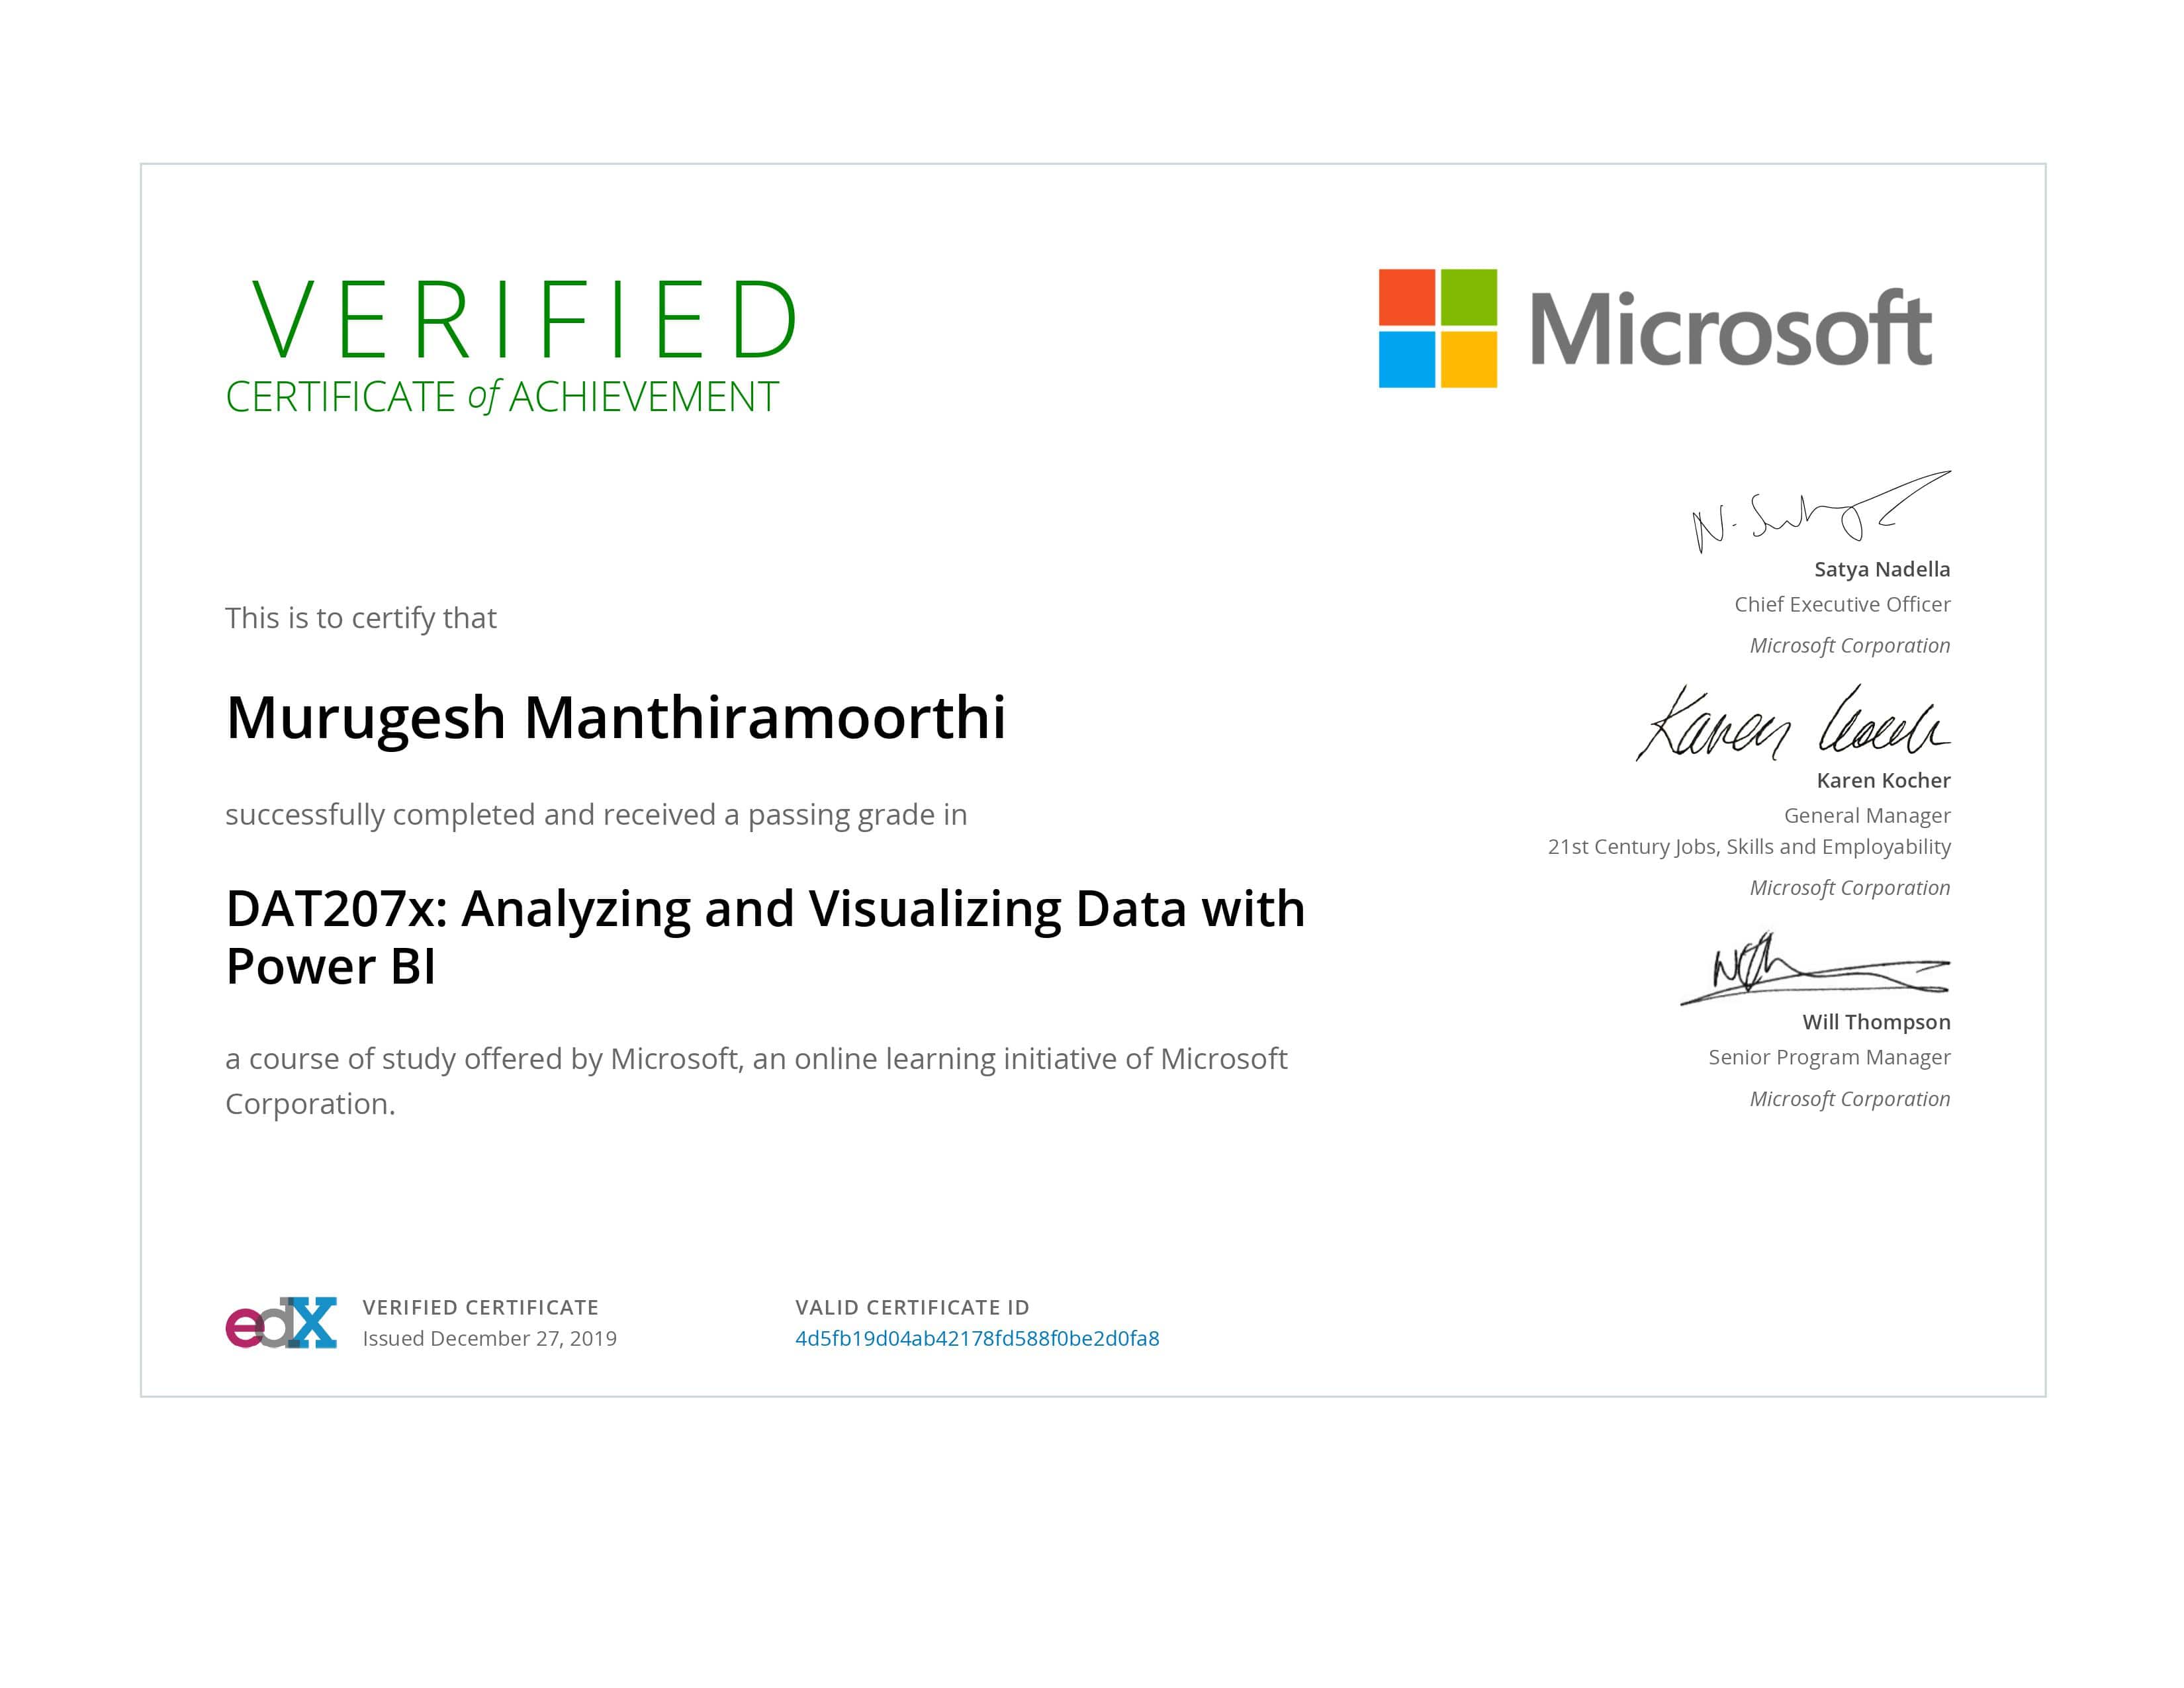 VERIFIED
CERTIFICATE of ACHIEVEMENT
Microsoft
This is to certify that
Murugesh Manthiramoorthi
successfully completed and received a passing grade in
DAT207x: Analyzing and Visualizing Data with
Power BI
a course of study offered by Microsoft, an online learning initiative of Microsoft
Corporation.
N. Satya
Satya Nadella
Chief Executive Officer
Microsoft Corporation
Karen Kocher
Karen Kocher
General Manager
21st Century Jobs, Skills and Employability
Microsoft Corporation
Will Thompson
Senior Program Manager
Microsoft Corporation
edX
VERIFIED CERTIFICATE
Issued December 27, 2019
VALID CERTIFICATE ID
4d5fb19d04ab42178fd588f0be2d0fa8